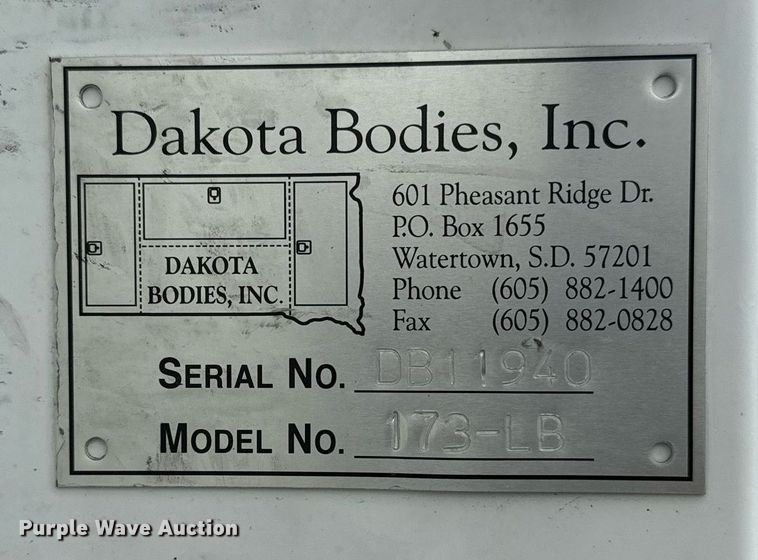 Dakota Bodies, Inc.
DAKOTA
BODIES, INC.
601 Pheasant Ridge Dr.
P.O. Box 1655
Watertown, S.D. 57201
Phone (605) 882-1400
Fax (605) 882-0828
SERIAL NO. DB11940
MODEL NO. 173-LB
Purple Wave Auction